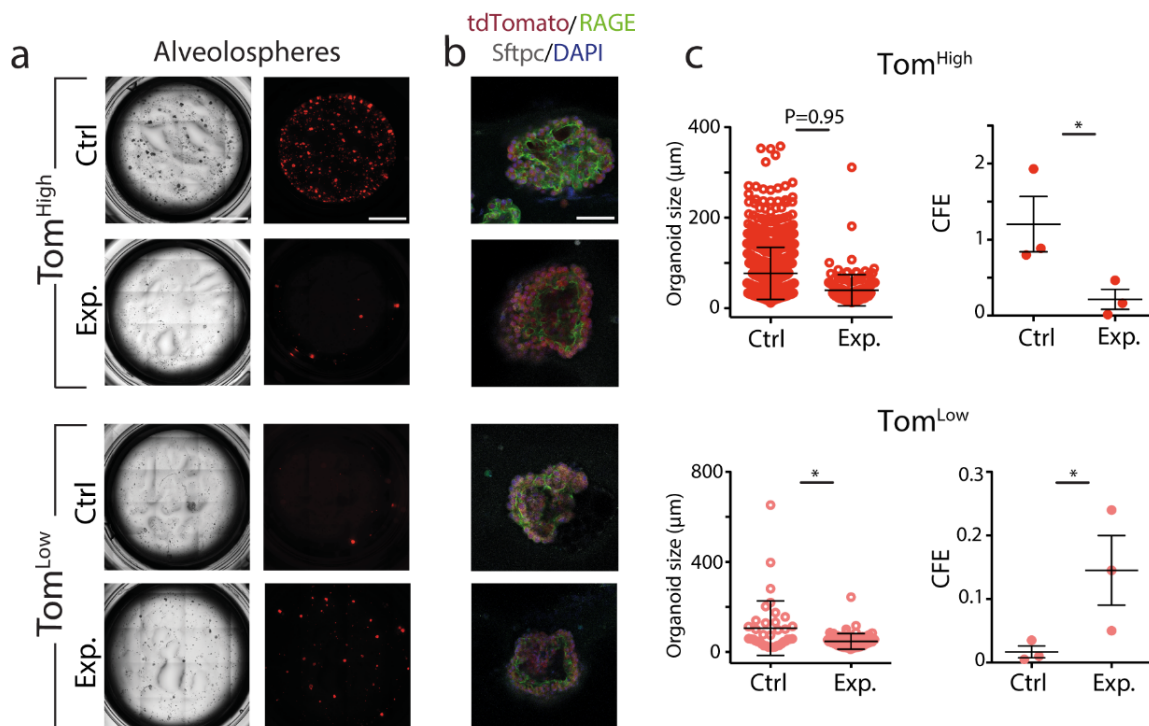 a
Alveolospheres
Tom^High
Ctrl
Exp.
Tom^Low
Ctrl
Exp.
b
tdTomato/RAGE
Sftpc/DAPI
c
Tom^High
Organoid size (µm)
400
200
0
P=0.95
Ctrl Exp.
CFE
2
1
0
*
Ctrl Exp.
Tom^Low
Organoid size (µm)
800
400
0
*
Ctrl Exp.
CFE
0.3
0.2
0.1
0
*
Ctrl Exp.